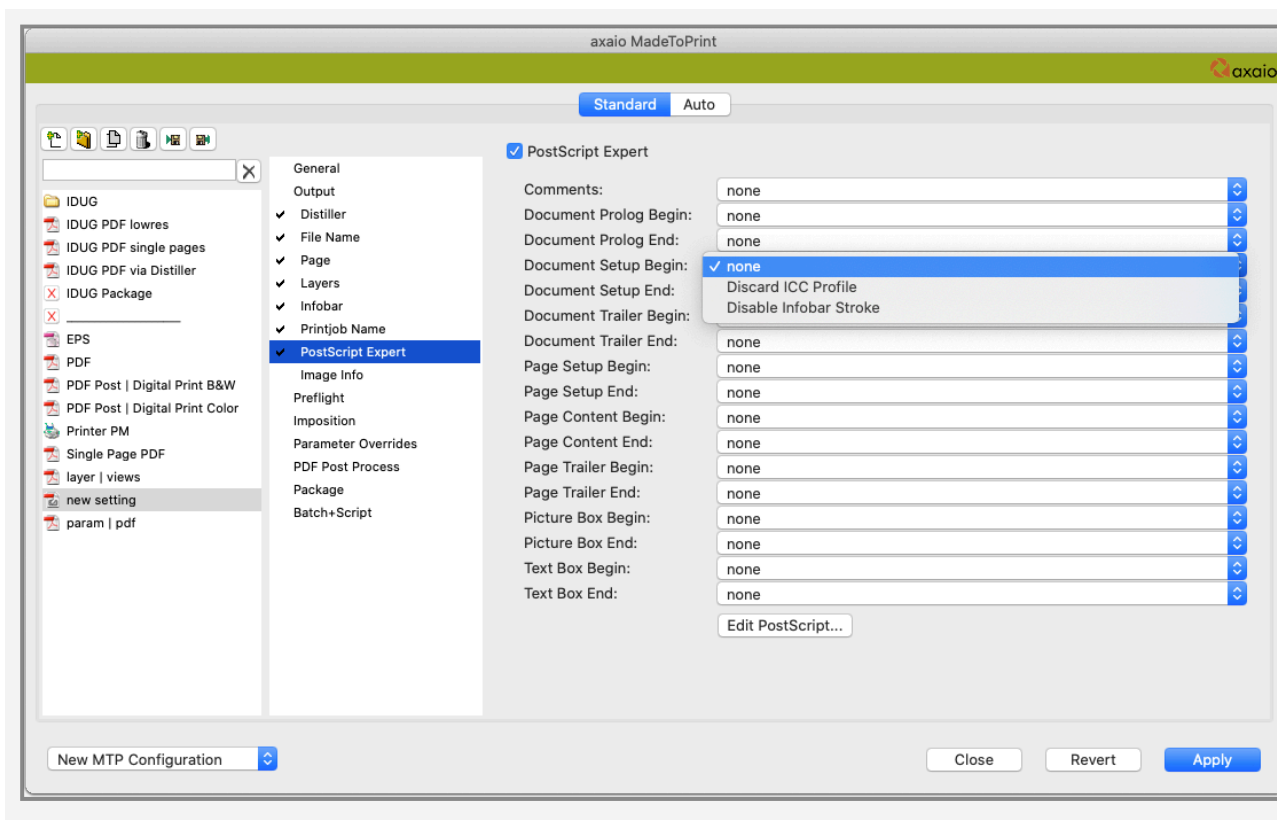 axaio MadeToPrint
axaio
Standard Auto
IDUG
IDUG PDF lowres
IDUG PDF single pages
IDUG PDF via Distiller
IDUG Package
__________________
EPS
PDF
PDF Post | Digital Print B&W
PDF Post | Digital Print Color
Printer PM
Single Page PDF
layer | views
new setting
param | pdf
General
Output
✓ Distiller
✓ File Name
✓ Page
✓ Layers
✓ Infobar
✓ Printjob Name
✓ PostScript Expert
Image Info
Preflight
Imposition
Parameter Overrides
PDF Post Process
Package
Batch+Script
PostScript Expert
Comments: none
Document Prolog Begin: none
Document Prolog End: none
Document Setup Begin: ✓ none
Discard ICC Profile
Disable Infobar Stroke
Document Setup End:
Document Trailer Begin:
Document Trailer End: none
Page Setup Begin: none
Page Setup End: none
Page Content Begin: none
Page Content End: none
Page Trailer Begin: none
Page Trailer End: none
Picture Box Begin: none
Picture Box End: none
Text Box Begin: none
Text Box End: none
Edit PostScript...
New MTP Configuration
Close Revert Apply